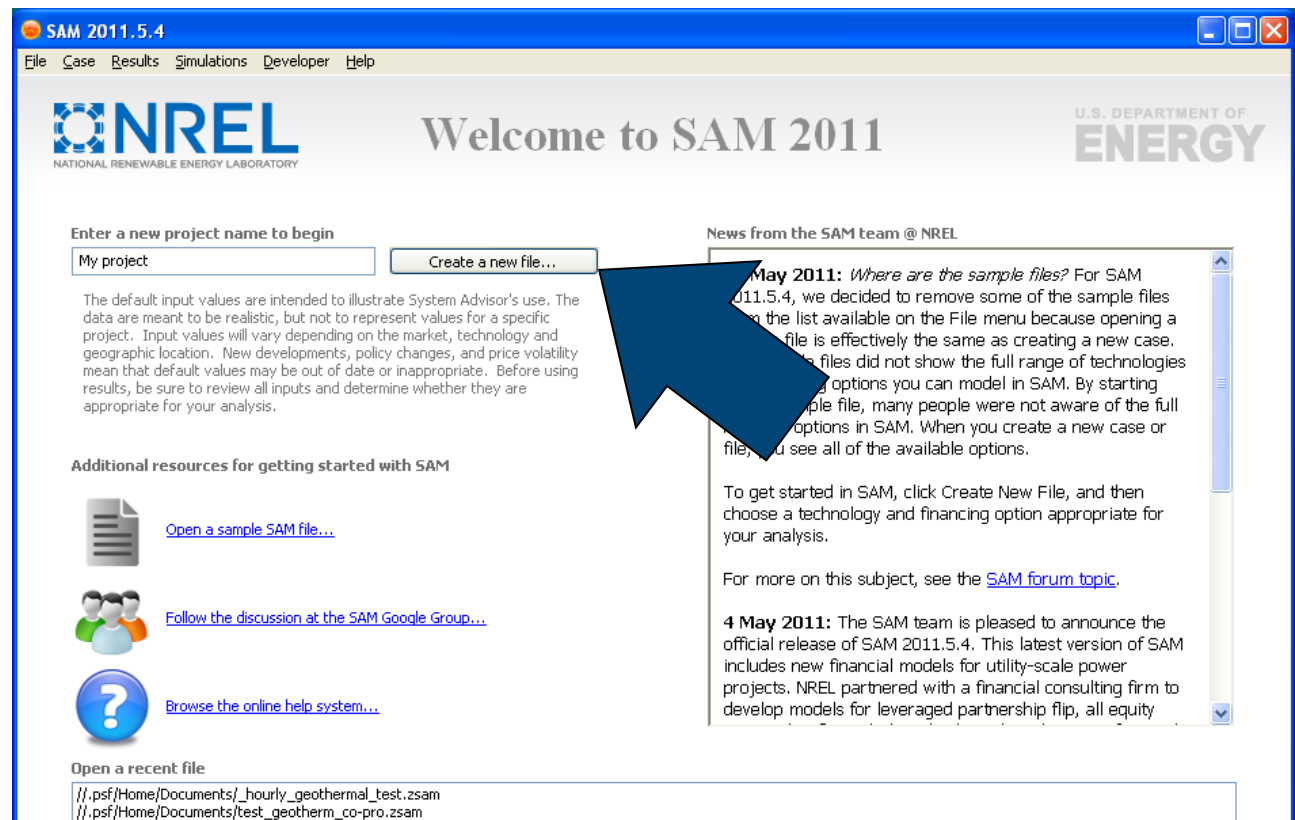 SAM 2011.5.4
File Case Results Simulations Developer Help
NREL
NATIONAL RENEWABLE ENERGY LABORATORY
Welcome to SAM 2011
U.S. DEPARTMENT OF
ENERGY
Enter a new project name to begin
My project
Create a new file...
The default input values are intended to illustrate System Advisor's use. The
data are meant to be realistic, but not to represent values for a specific
project. Input values will vary depending on the market, technology and
geographic location. New developments, policy changes, and price volatility
mean that default values may be out of date or inappropriate. Before using
results, be sure to review all inputs and determine whether they are
appropriate for your analysis.
Additional resources for getting started with SAM
Open a sample SAM file...
Follow the discussion at the SAM Google Group...
Browse the online help system...
News from the SAM team @ NREL
May 2011: Where are the sample files? For SAM
2011.5.4, we decided to remove some of the sample files
the list available on the File menu because opening a
file is effectively the same as creating a new case.
files did not show the full range of technologies
options you can model in SAM. By starting
file, many people were not aware of the full
options in SAM. When you create a new case or
file, you see all of the available options.
To get started in SAM, click Create New File, and then
choose a technology and financing option appropriate for
your analysis.
For more on this subject, see the SAM forum topic.
4 May 2011: The SAM team is pleased to announce the
official release of SAM 2011.5.4. This latest version of SAM
includes new financial models for utility-scale power
projects. NREL partnered with a financial consulting firm to
develop models for leveraged partnership flip, all equity
Open a recent file
//.psf/Home/Documents/_hourly_geothermal_test.zsam
//.psf/Home/Documents/test_geotherm_co-pro.zsam